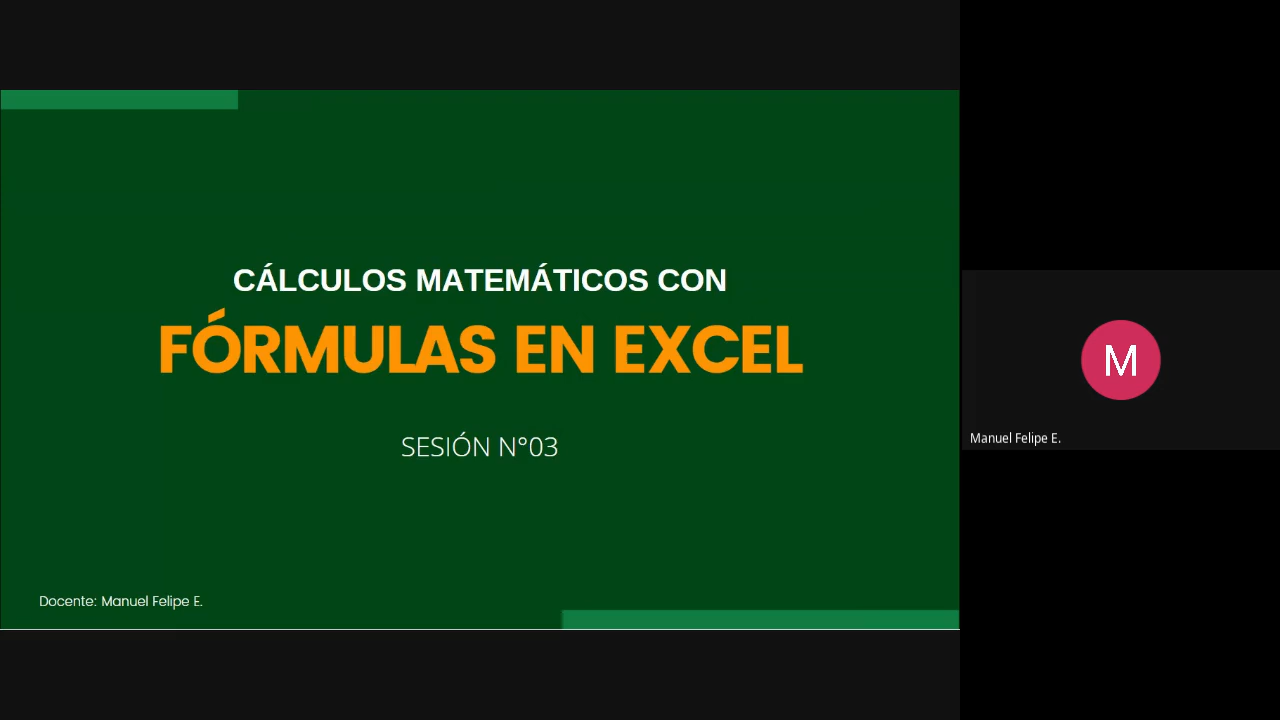 CÁLCULOS MATEMÁTICOS CON
FÓRMULAS EN EXCEL
SESIÓN N°03
Docente: Manuel Felipe E.
M
Manuel Felipe E.